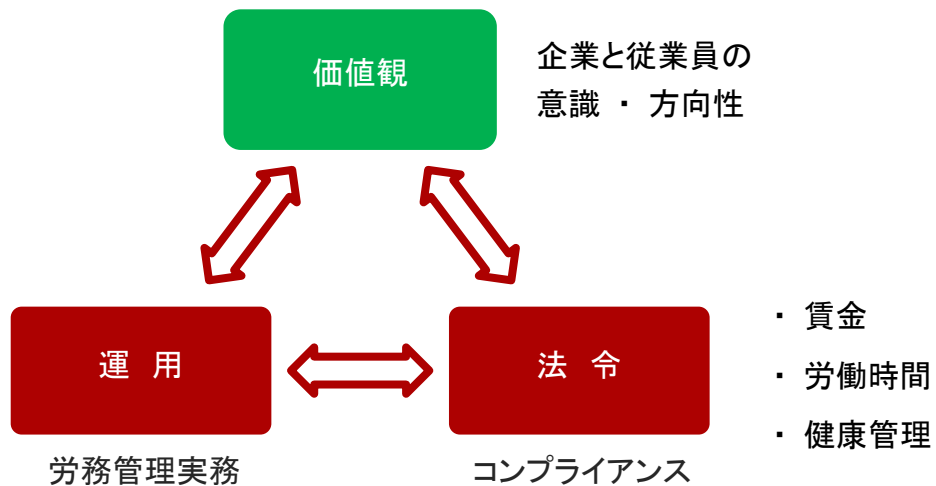 価値観
企業と従業員の
意識 ・ 方向性
運 用
法 令
・ 賃金
・ 労働時間
・ 健康管理
労務管理実務
コンプライアンス